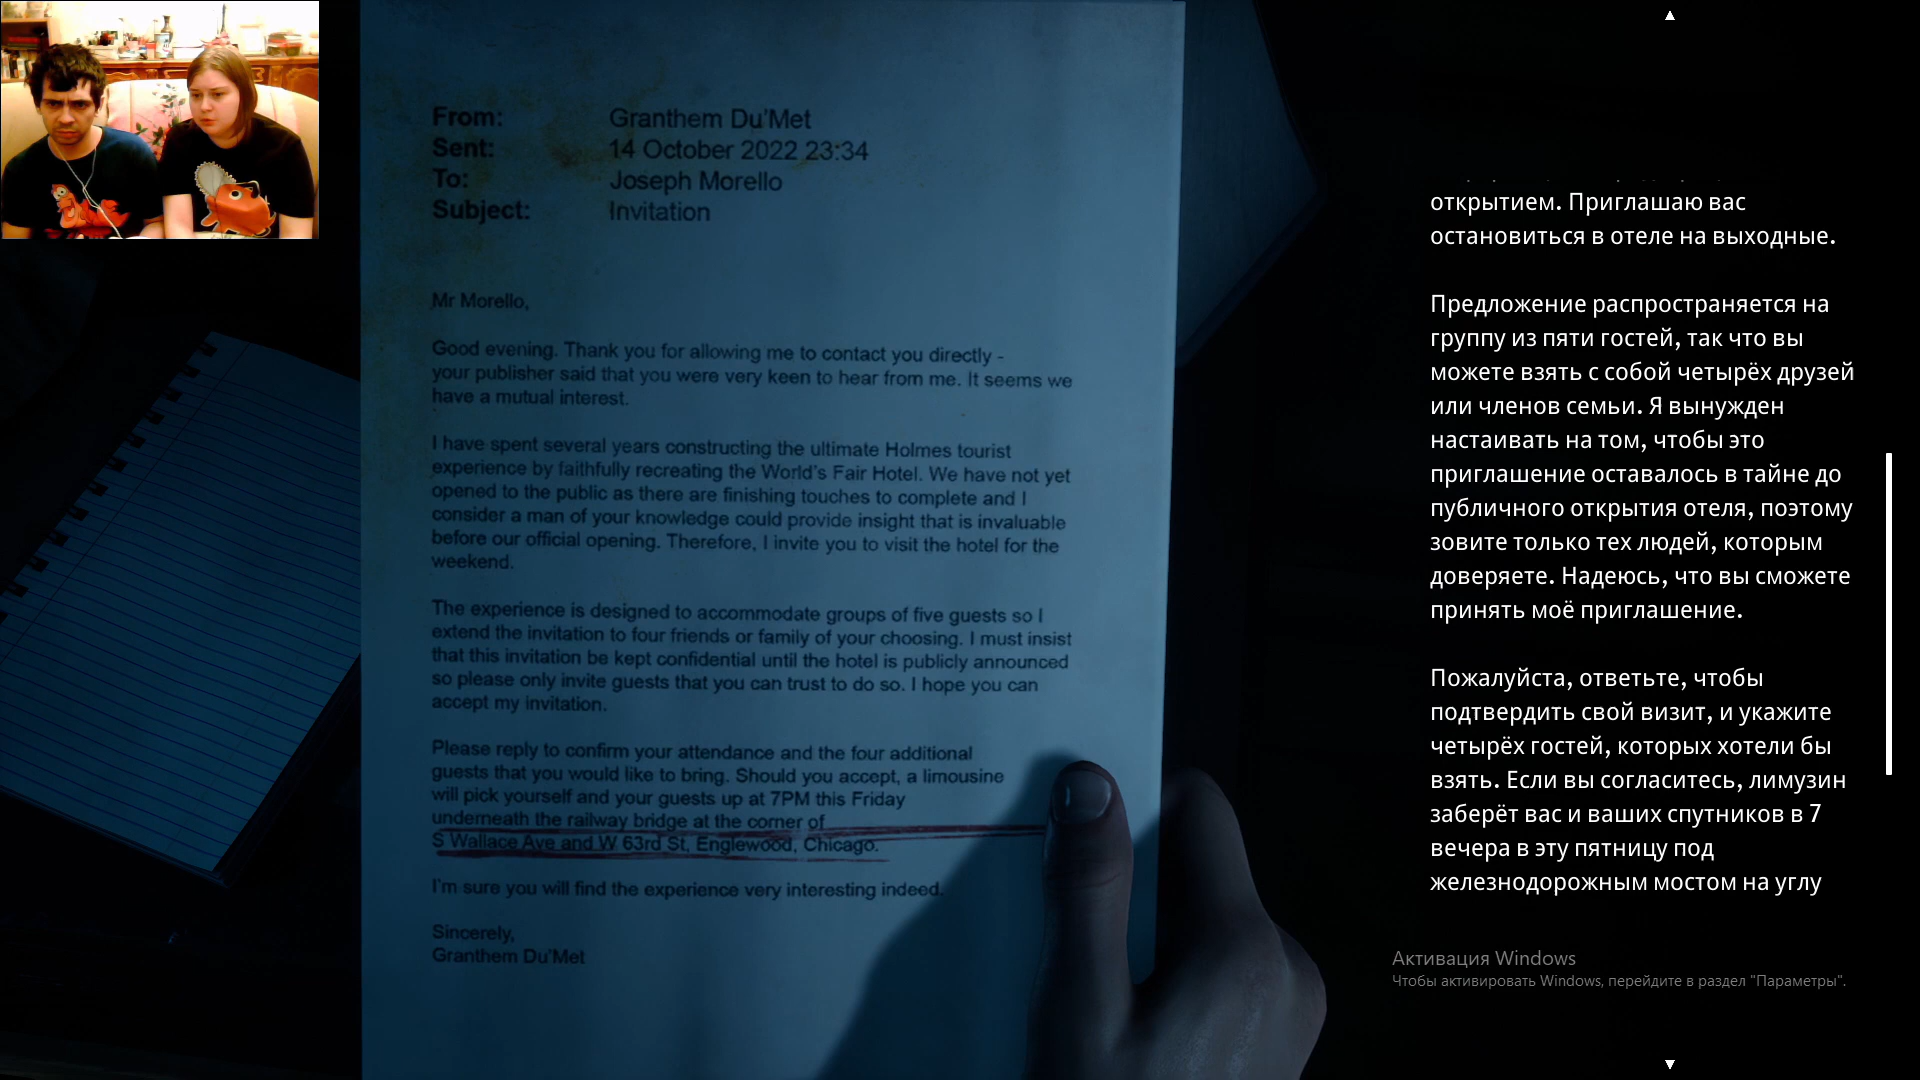 From: Granthem Du'Met
Sent: 14 October 2022 23:34
To: Joseph Morello
Subject: Invitation
Mr Morello,
Good evening. Thank you for allowing me to contact you directly -
your publisher said that you were very keen to hear from me. It seems we
have a mutual interest.
I have spent several years constructing the ultimate Holmes tourist
experience by faithfully recreating the World's Fair Hotel. We have not yet
opened to the public as there are finishing touches to complete and I
consider a man of your knowledge could provide insight that is invaluable
before our official opening. Therefore, I invite you to visit the hotel for the
weekend.
The experience is designed to accommodate groups of five guests so I
extend the invitation to four friends or family of your choosing. I must insist
that this invitation be kept confidential until the hotel is publicly announced
so please only invite guests that you can trust to do so. I hope you can
accept my invitation.
Please reply to confirm your attendance and the four additional
guests that you would like to bring. Should you accept, a limousine
will pick yourself and your guests up at 7PM this Friday
underneath the railway bridge at the corner of
S Wallace Ave and W 63rd St, Englewood, Chicago.
I'm sure you will find the experience very interesting indeed.
Sincerely,
Granthem Du'Met
открытием. Приглашаю вас
остановиться в отеле на выходные.
Предложение распространяется на
группу из пяти гостей, так что вы
можете взять с собой четырёх друзей
или членов семьи. Я вынужден
настаивать на том, чтобы это
приглашение оставалось в тайне до
публичного открытия отеля, поэтому
зовите только тех людей, которым
доверяете. Надеюсь, что вы сможете
принять моё приглашение.
Пожалуйста, ответьте, чтобы
подтвердить свой визит, и укажите
четырёх гостей, которых хотели бы
взять. Если вы согласитесь, лимузин
заберёт вас и ваших спутников в 7
вечера в эту пятницу под
железнодорожным мостом на углу
Активация Windows
Чтобы активировать Windows, перейдите в раздел "Параметры".